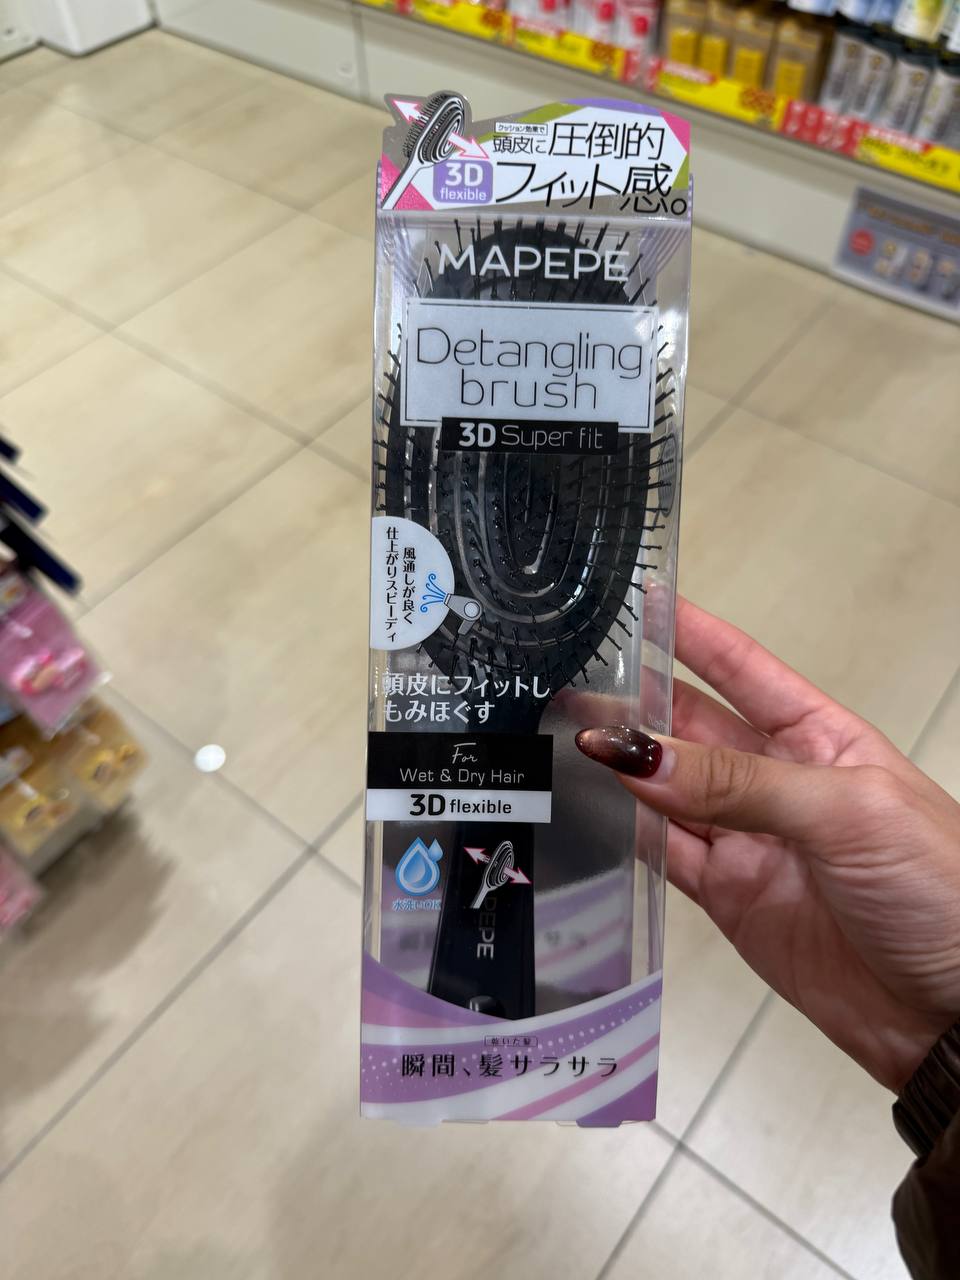 クッション効果で
頭皮に圧倒的
フィット感。
3D
flexible
MAPEPE
Detangling
brush
3D Super fit
風通しが良く
仕上がりスピーディ
頭皮にフィットし
もみほぐす
For
Wet & Dry Hair
3D flexible
水洗いOK
乾いた髪
瞬間、髪サラサラ